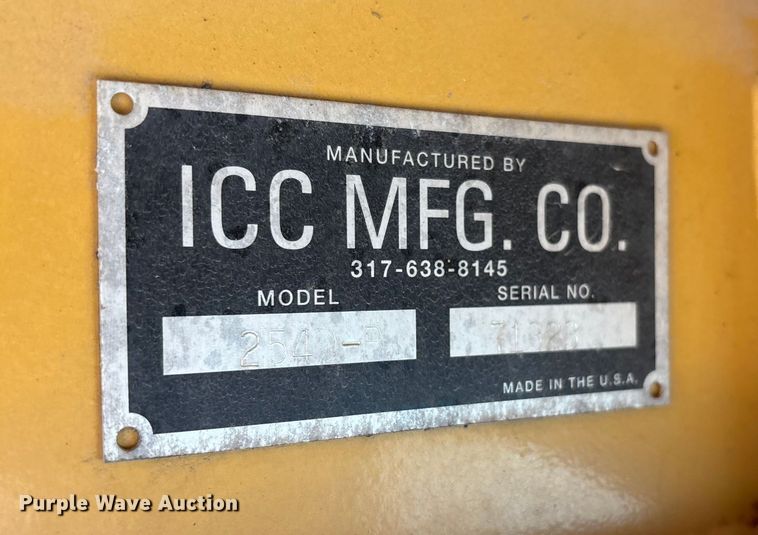 MANUFACTURED BY
ICC MFG. CO.
317-638-8145
MODEL
SERIAL NO.
MADE IN THE U.S.A.
Purple Wave Auction